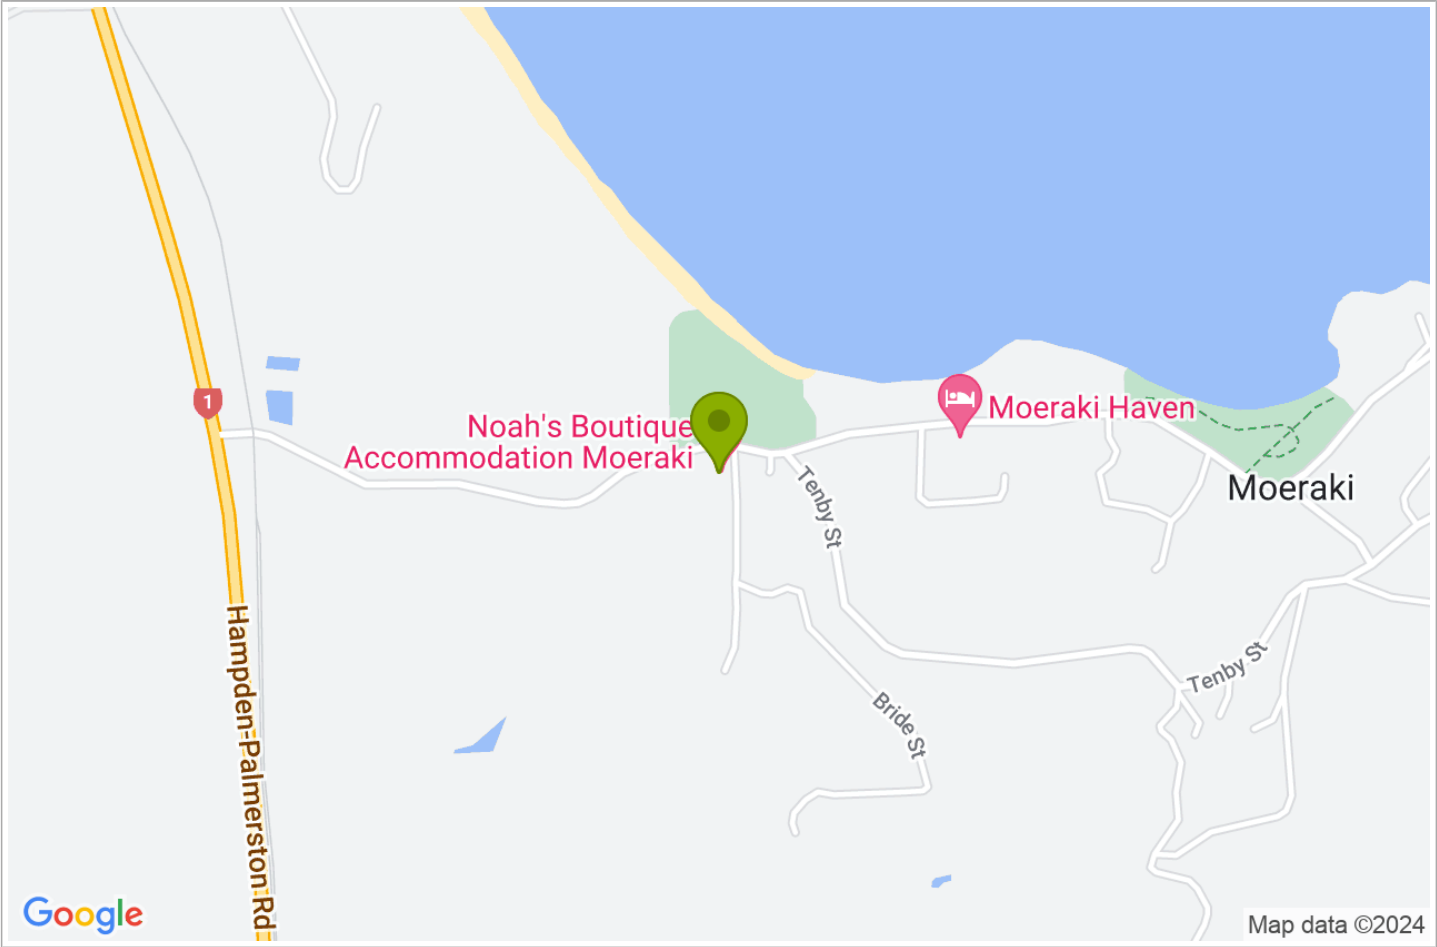 1
Noah's Boutique
Accommodation Moeraki
Moeraki Haven
Moeraki
Tenby St
Tenby St
Bride St
Hampden-Palmerston Rd
Google
Map data ©2024